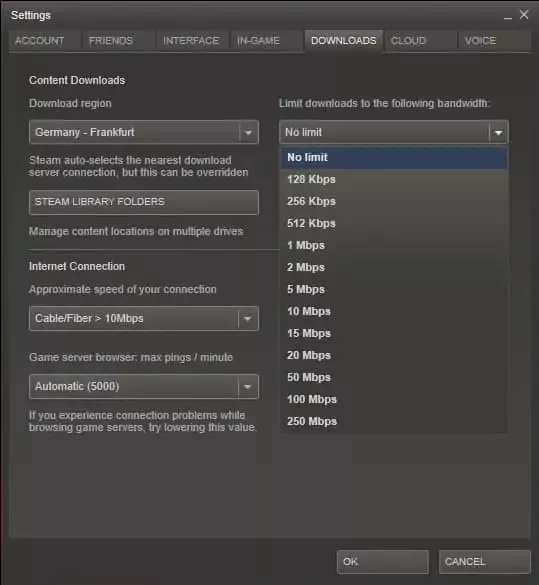 Settings
ACCOUNT FRIENDS INTERFACE IN-GAME DOWNLOADS CLOUD VOICE
Content Downloads
Download region
Germany - Frankfurt
Steam auto-selects the nearest download
server connection, but this can be overridden
STEAM LIBRARY FOLDERS
Manage content locations on multiple drives
Limit downloads to the following bandwidth:
No limit
No limit
128 Kbps
256 Kbps
512 Kbps
1 Mbps
2 Mbps
5 Mbps
10 Mbps
15 Mbps
20 Mbps
50 Mbps
100 Mbps
250 Mbps
Internet Connection
Approximate speed of your connection
Cable/Fiber > 10Mbps
Game server browser: max pings / minute
Automatic (5000)
If you experience connection problems while
browsing game servers, try lowering this value.
OK CANCEL